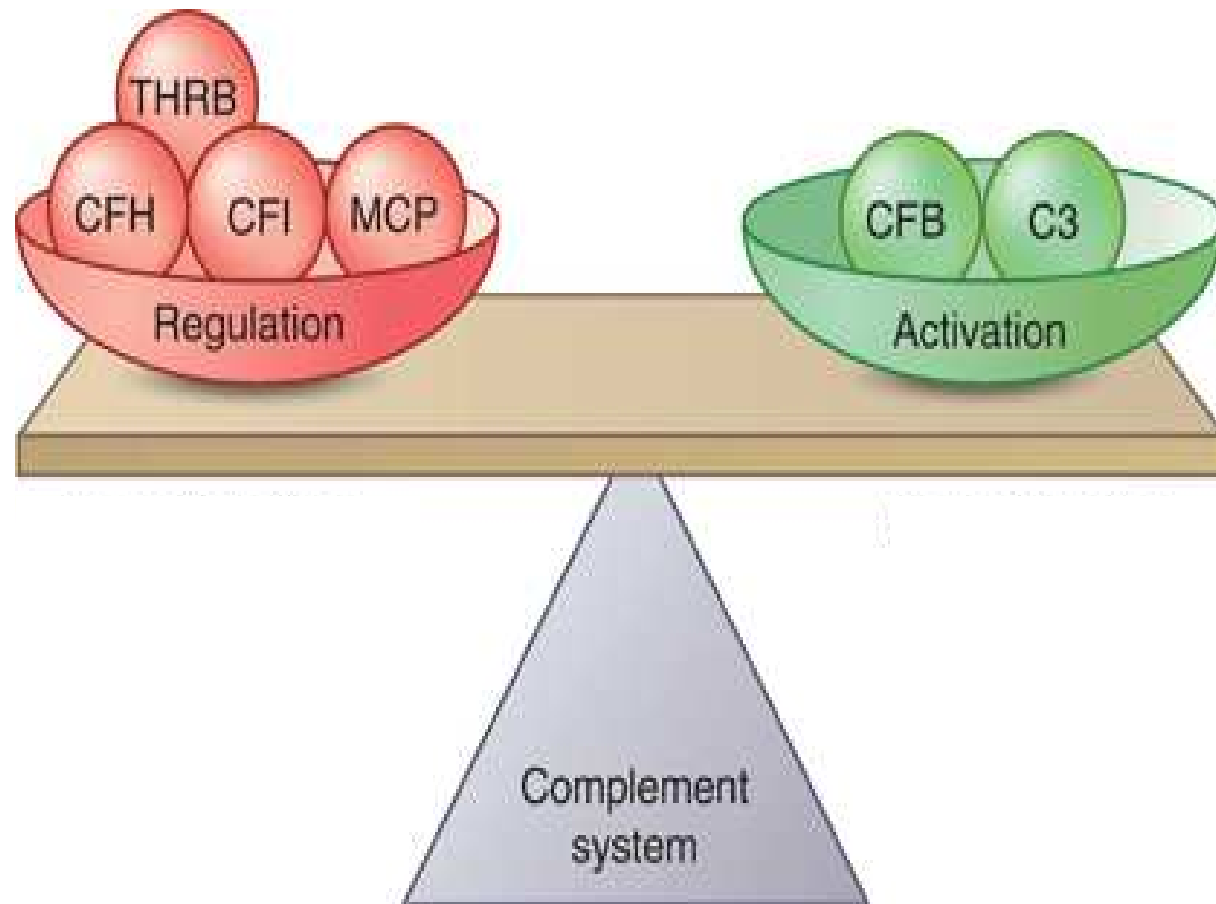 THRB
CFH
CFI
MCP
Regulation
CFB
C3
Activation
Complement
system